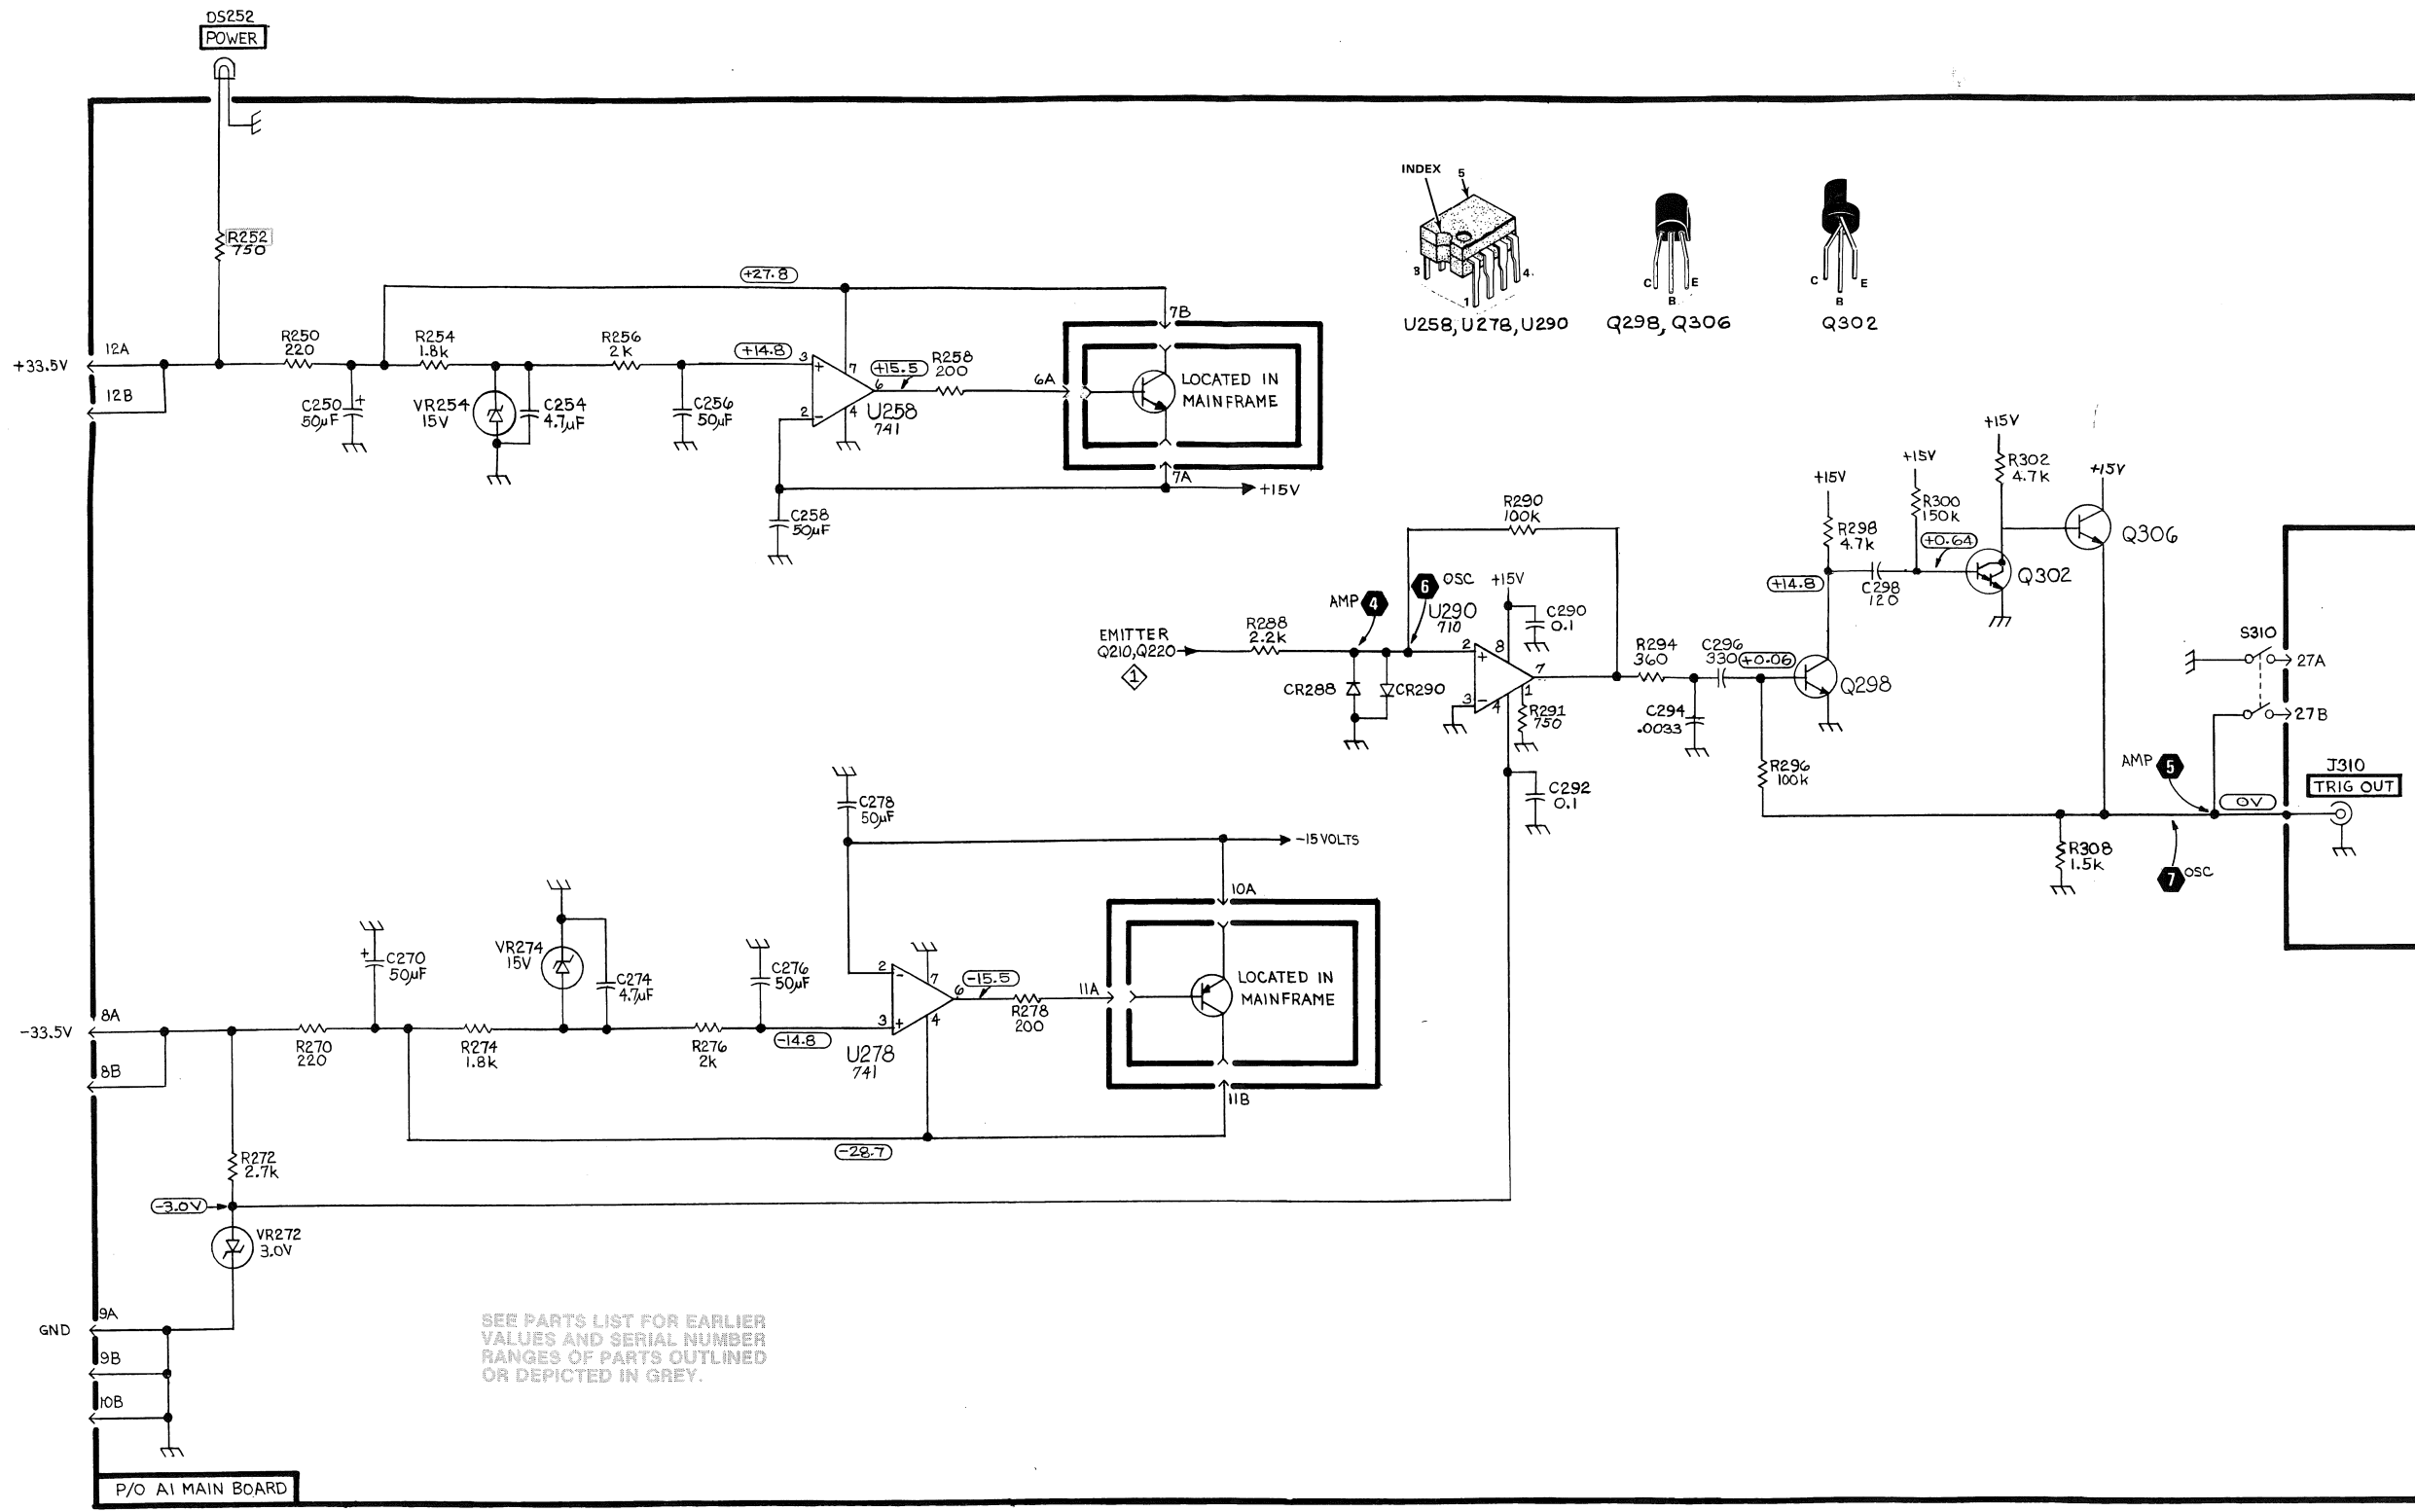 DS252
POWER
R252
750
+27.8
INDEX
5
8
4.
1
U258, U278, U290
C
B
E
Q298, Q306
C
B
E
Q302
+33.5V
12A
12B
R250
220
R254
1.8k
R256
2k
+14.8
3
+
7
+15.5
6
R258
200
6A
7B
LOCATED IN
MAINFRAME
7A
+15V
C250
50µF
+
VR254
15V
C254
4.7µF
C256
50µF
2
-
4
U258
741
C258
50µF
R290
100k
AMP 4
6 OSC
+15V
U290
710
C290
0.1
EMITTER
Q210, Q220
1
R288
2.2k
CR288
CR290
2
+
8
7
1
3
-
4
R291
750
C292
0.1
R294
360
C296
330
+0.06
C294
.0033
Q298
R296
100k
+15V
R298
4.7k
+14.8
C298
120
+15V
R300
150k
+0.64
+15V
R302
4.7k
Q302
+15V
Q306
S310
27A
27B
AMP 5
0V
J310
TRIG OUT
R308
1.5k
7 OSC
C278
50µF
-15 VOLTS
10A
LOCATED IN
MAINFRAME
11A
11B
-33.5V
8A
8B
R270
220
+
C270
50µF
VR274
15V
C274
4.7µF
R274
1.8k
R276
2k
C276
50µF
-14.8
2
-
7
3
+
4
6
-15.5
R278
200
U278
741
-28.7
R272
2.7k
-3.0V
VR272
3.0V
GND
9A
9B
10B
SEE PARTS LIST FOR EARLIER
VALUES AND SERIAL NUMBER
RANGES OF PARTS OUTLINED
OR DEPICTED IN GREY.
P/O A1 MAIN BOARD